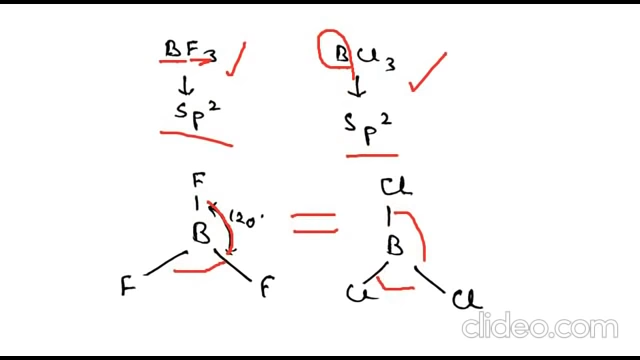 BF3 BCl3
Sp2 Sp2
F Cl
120°
B = B
F F Cl Cl
clideo.com